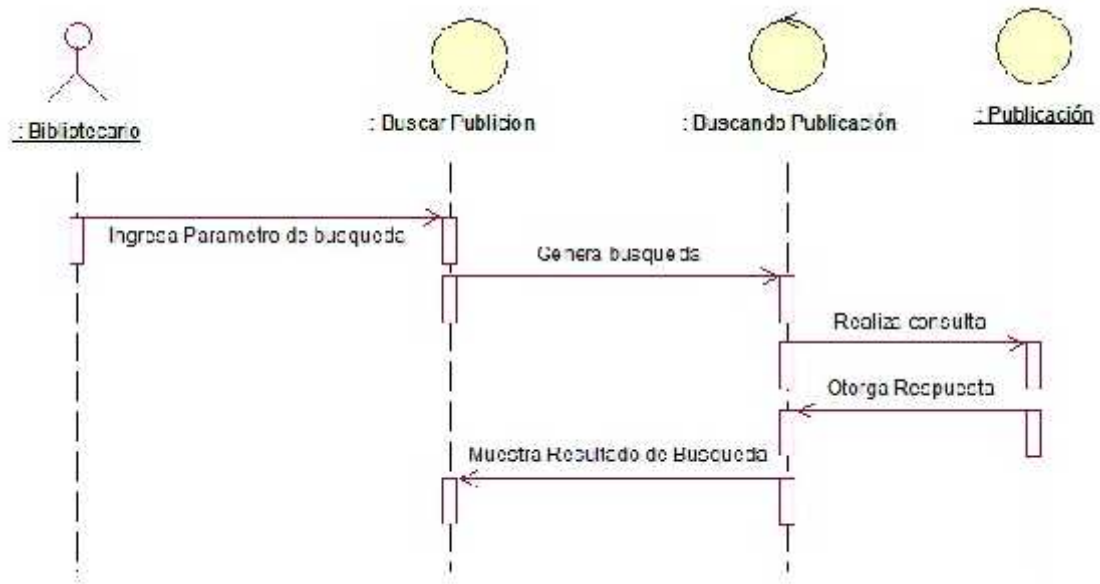 : Bibliotecario
: Buscar Publicion
: Buscando Publicación
: Publicación
Ingresa Parametro de busqueda
Genera busqueda
Realiza consulta
Otorga Respuesta
Muestra Resultado de Busqueda